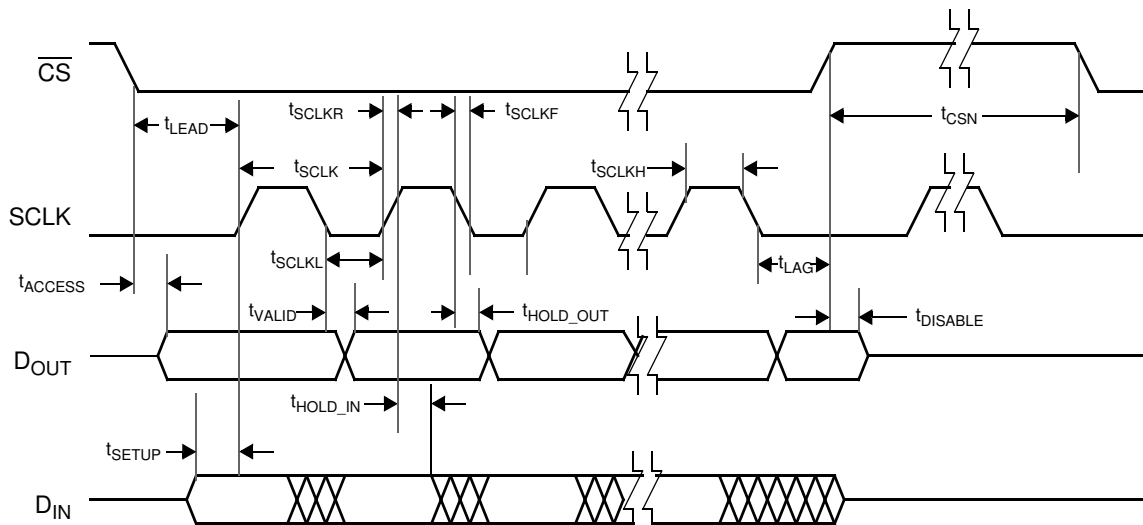 CS
tLEAD
tSCLKR
tSCLKF
tCSN
tSCLK
tSCLKH
SCLK
tSCLKL
tLAG
tACCESS
tVALID
tHOLD_OUT
tDISABLE
DOUT
tHOLD_IN
tSETUP
DIN